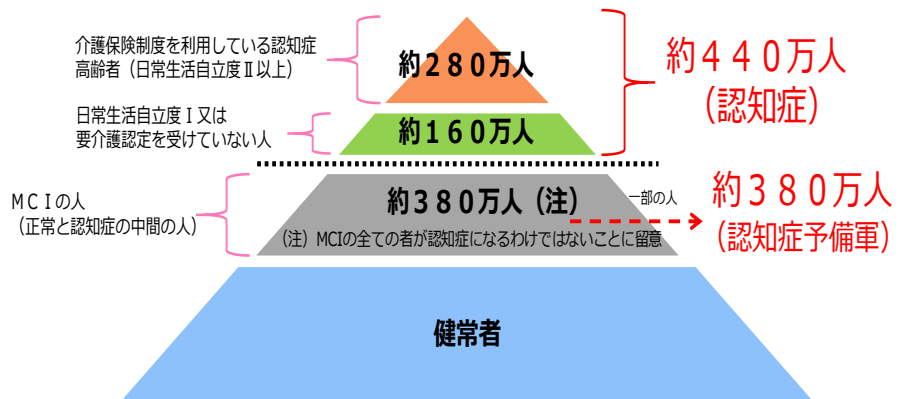 介護保険制度を利用している認知症
高齢者（日常生活自立度Ⅱ以上）
約２８０万人
約４４０万人
（認知症）
日常生活自立度Ⅰ又は
要介護認定を受けていない人
約１６０万人
ＭＣＩの人
（正常と認知症の中間の人）
約３８０万人（注）
一部の人
（注）MCIの全ての者が認知症になるわけではないことに留意
約３８０万人
（認知症予備軍）
健常者